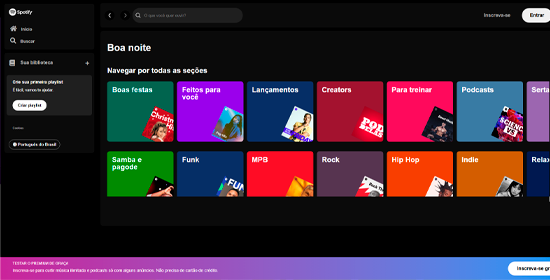 Spotify
Início
Buscar
Sua biblioteca
Crie sua primeira playlist
É fácil, vamos te ajudar.
Criar playlist
Cookies
Português do Brasil
O que você quer ouvir?
Inscreva-se
Entrar
Boa noite
Navegar por todas as seções
Boas festas
Feitos para
você
Lançamentos
Creators
Para treinar
Podcasts
Serta
Samba e
pagode
Funk
MPB
Rock
Hip Hop
Indie
Relax
TESTAR O PREMIUM DE GRAÇA
Inscreva-se para curtir música ilimitada e podcasts só com alguns anúncios. Não precisa de cartão de crédito.
Inscreva-se gr